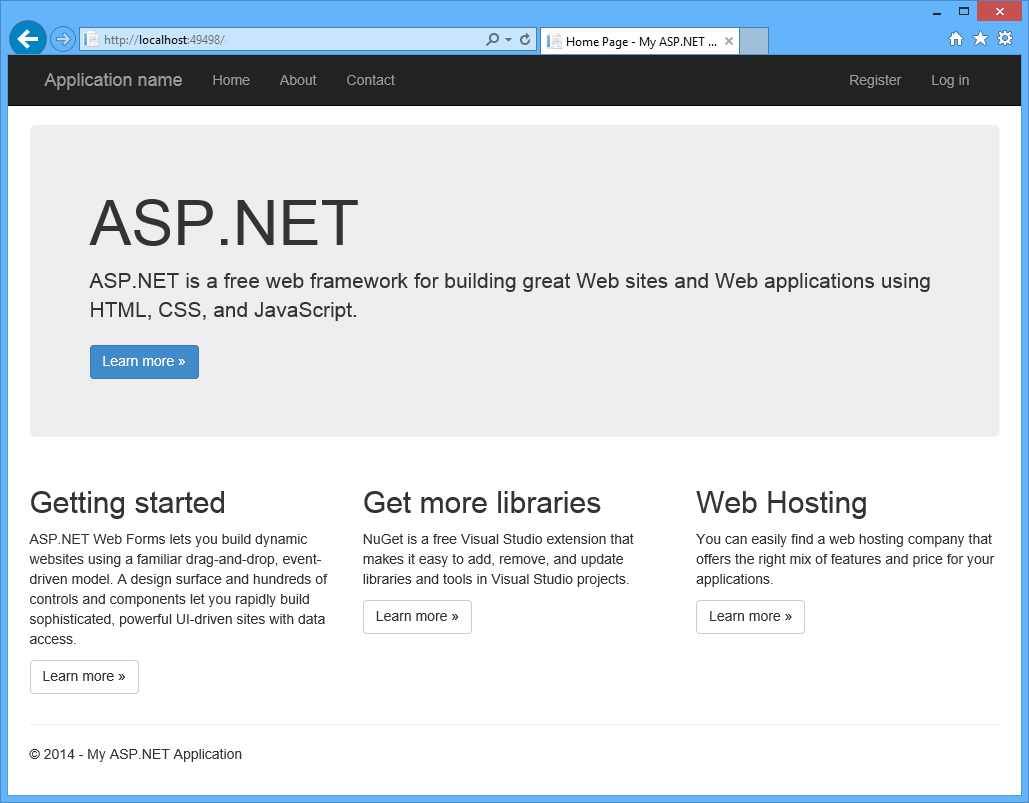 http://localhost:49498/
Home Page - My ASP.NET ...
Application name
Home
About
Contact
Register
Log in
ASP.NET
ASP.NET is a free web framework for building great Web sites and Web applications using
HTML, CSS, and JavaScript.
Learn more »
Getting started
ASP.NET Web Forms lets you build dynamic
websites using a familiar drag-and-drop, event-
driven model. A design surface and hundreds of
controls and components let you rapidly build
sophisticated, powerful UI-driven sites with data
access.
Learn more »
Get more libraries
NuGet is a free Visual Studio extension that
makes it easy to add, remove, and update
libraries and tools in Visual Studio projects.
Learn more »
Web Hosting
You can easily find a web hosting company that
offers the right mix of features and price for your
applications.
Learn more »
© 2014 - My ASP.NET Application